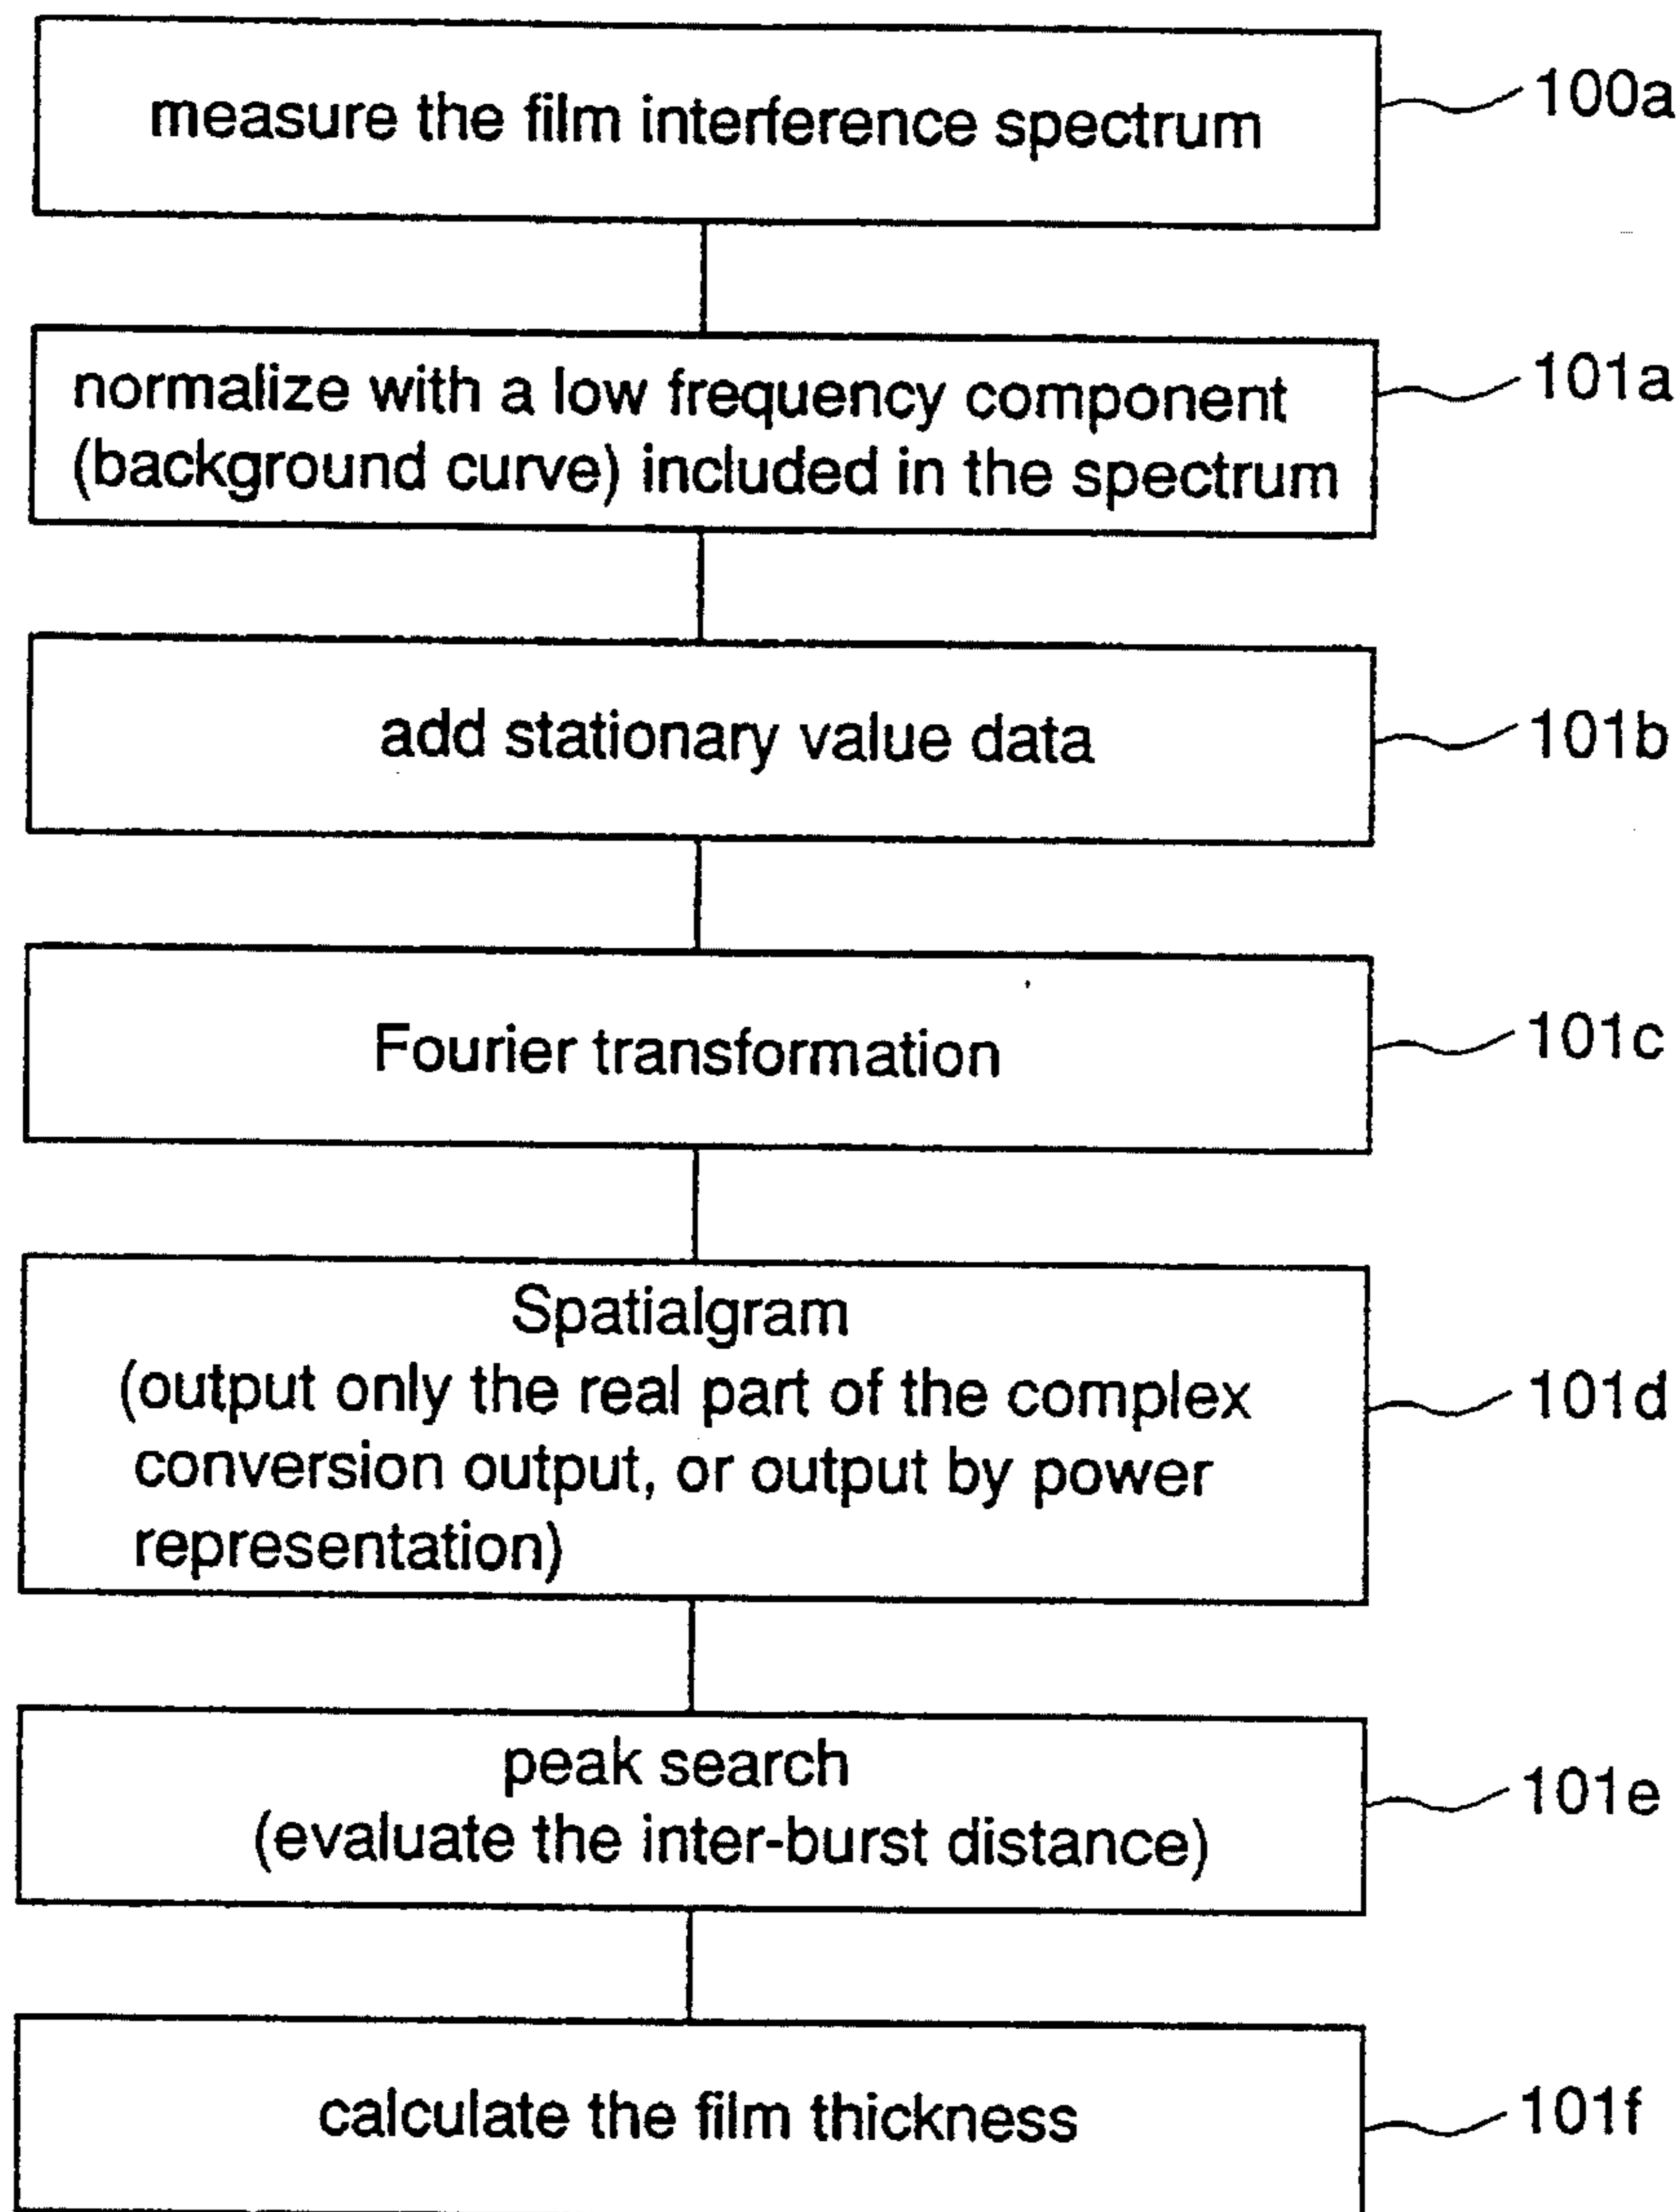 measure the film interference spectrum
100a
normalize with a low frequency component
(background curve) included in the spectrum
101a
add stationary value data
101b
Fourier transformation
101c
Spatialgram
(output only the real part of the complex
conversion output, or output by power
representation)
101d
peak search
(evaluate the inter-burst distance)
101e
calculate the film thickness
101f